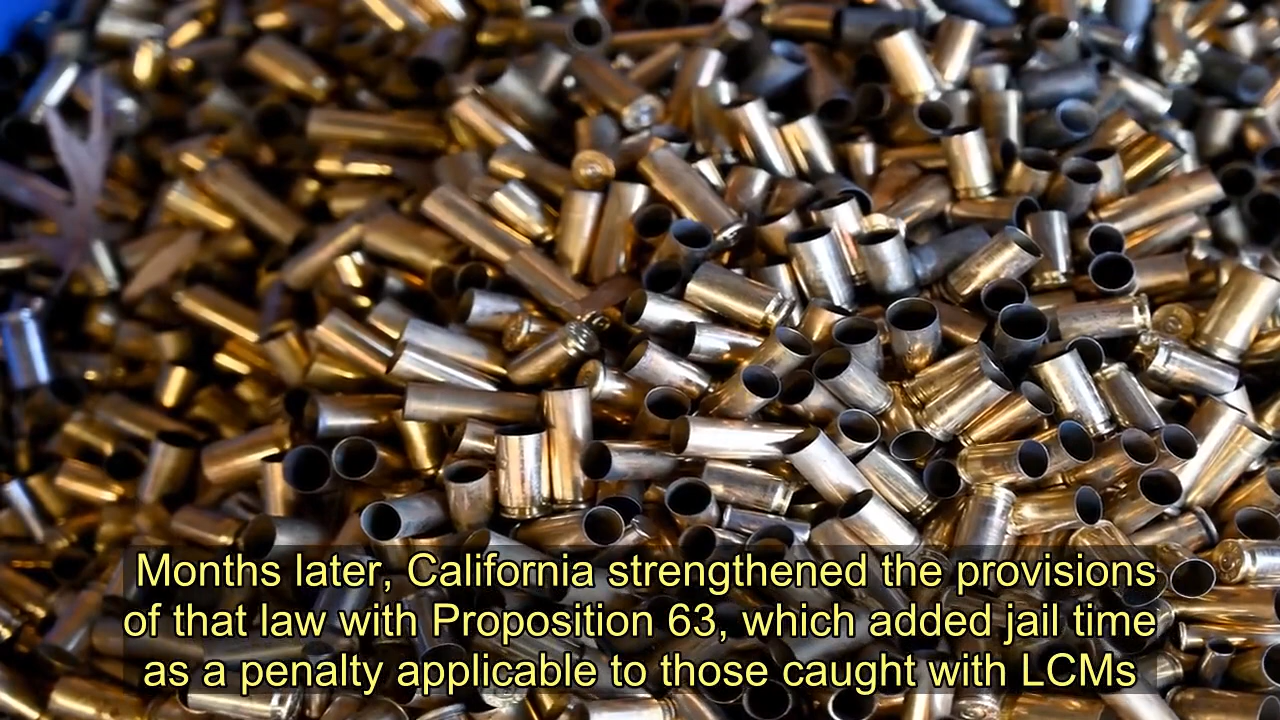 Months later, California strengthened the provisions
of that law with Proposition 63, which added jail time
as a penalty applicable to those caught with LCMs